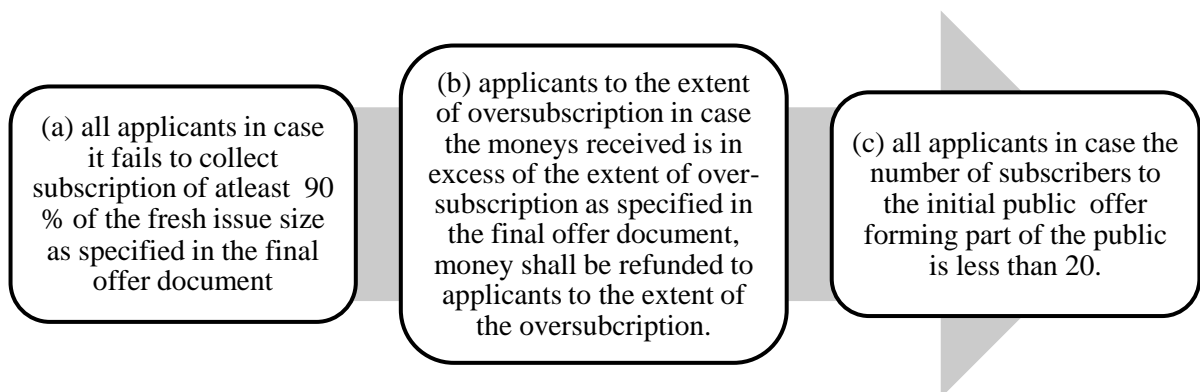 (a) all applicants in case
it fails to collect
subscription of atleast 90
% of the fresh issue size
as specified in the final
offer document
(b) applicants to the extent
of oversubscription in case
the moneys received is in
excess of the extent of over-
subscription as specified in
the final offer document,
money shall be refunded to
applicants to the extent of
the oversubcription.
(c) all applicants in case the
number of subscribers to
the initial public offer
forming part of the public
is less than 20.